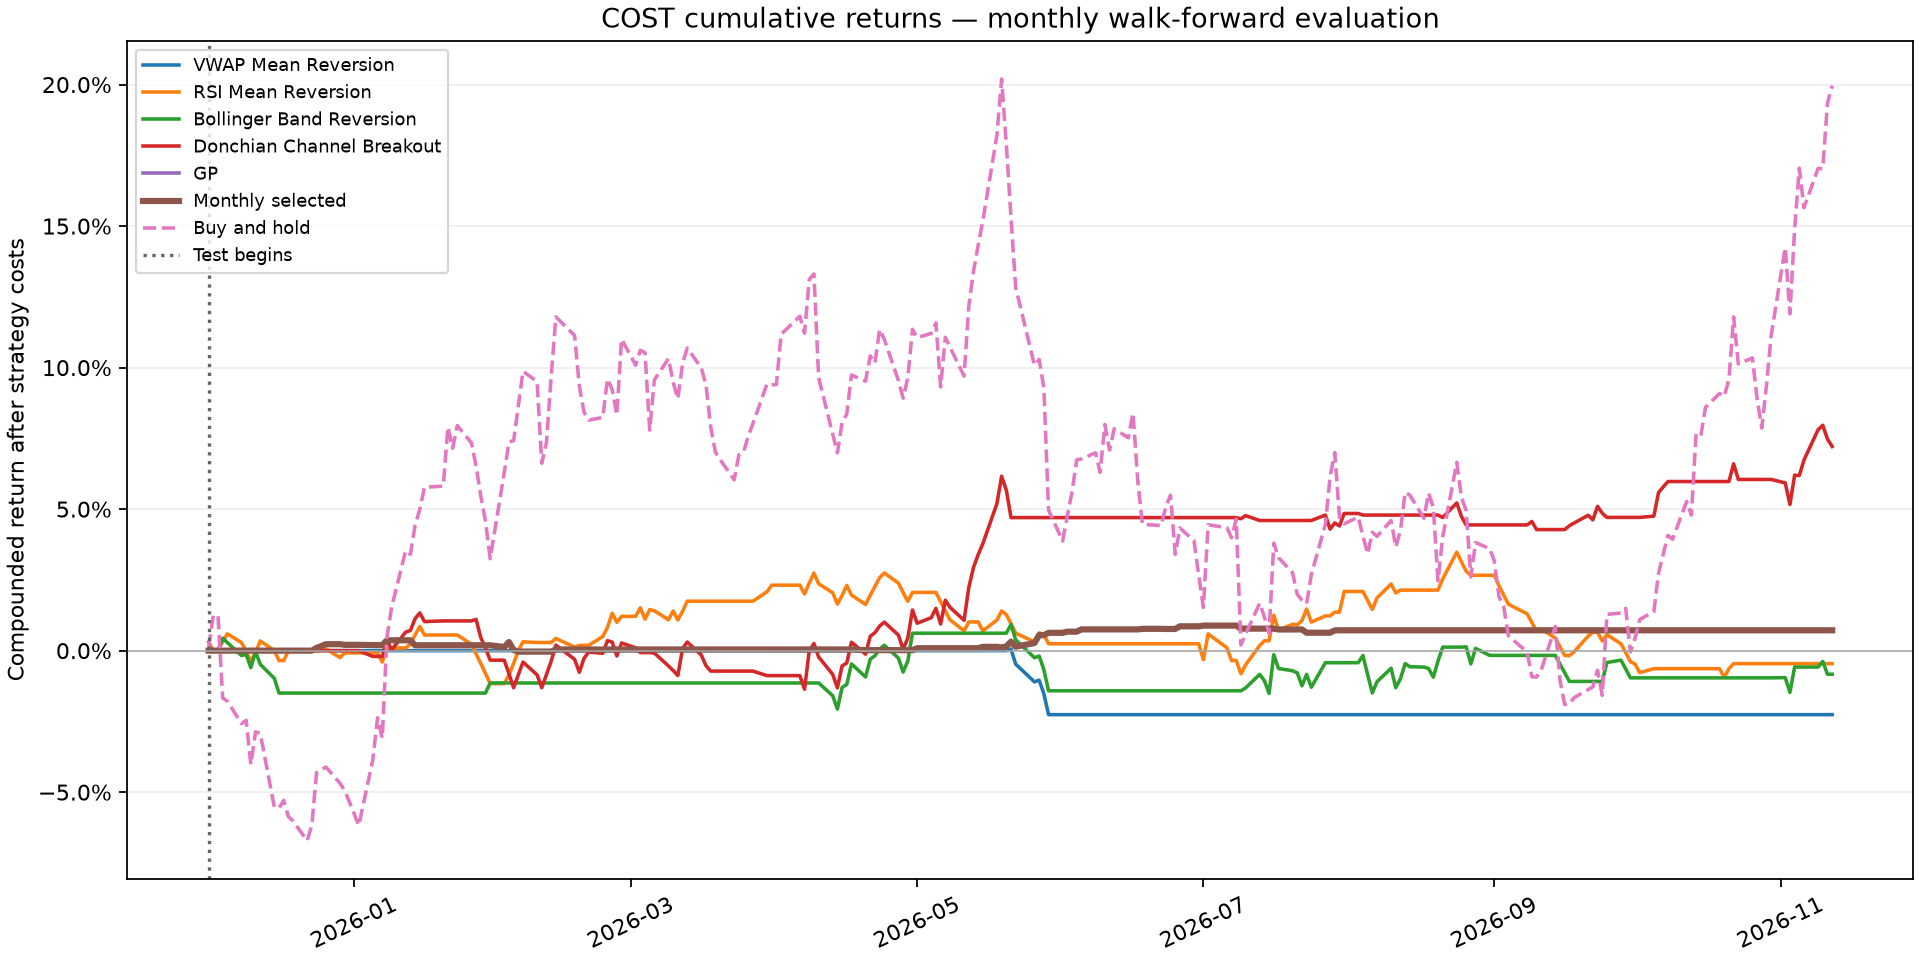 COST cumulative returns — monthly walk-forward evaluation
Compounded return after strategy costs
20.0%
15.0%
10.0%
5.0%
0.0%
−5.0%
VWAP Mean Reversion
RSI Mean Reversion
Bollinger Band Reversion
Donchian Channel Breakout
GP
Monthly selected
Buy and hold
Test begins
2026-01
2026-03
2026-05
2026-07
2026-09
2026-11